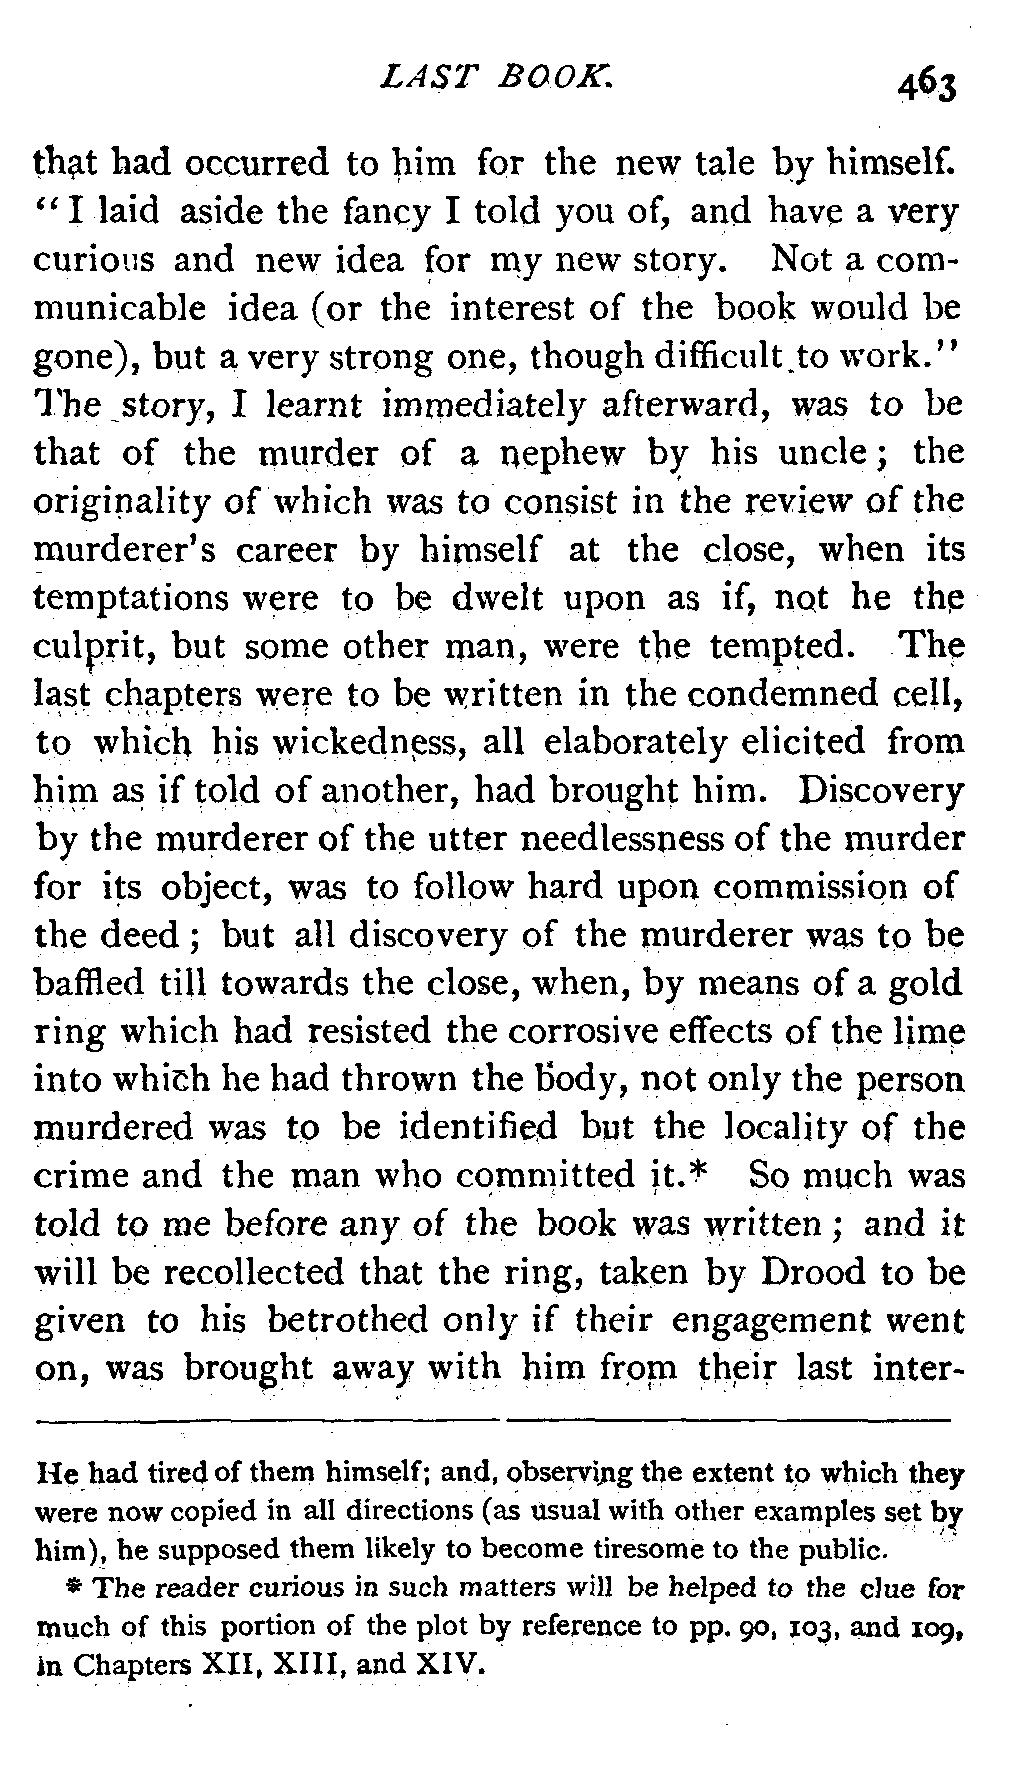 LAST BOOK. 463
that had occurred to him for the new tale by himself.
“I laid aside the fancy I told you of, and have a very
curious and new idea for my new story. Not a com-
municable idea (or the interest of the book would be
gone), but a very strong one, though difficult to work.”
The story, I learnt immediately afterward, was to be
that of the murder of a nephew by his uncle; the
originality of which was to consist in the review of the
murderer's career by himself at the close, when its
temptations were to be dwelt upon as if, not he the
culprit, but some other man, were the tempted. The
last chapters were to be written in the condemned cell,
to which his wickedness, all elaborately elicited from
him as if told of another, had brought him. Discovery
by the murderer of the utter needlessness of the murder
for its object, was to follow hard upon commission of
the deed; but all discovery of the murderer was to be
baffled till towards the close, when, by means of a gold
ring which had resisted the corrosive effects of the lime
into which he had thrown the body, not only the person
murdered was to be identified but the locality of the
crime and the man who committed it.* So much was
told to me before any of the book was written; and it
will be recollected that the ring, taken by Drood to be
given to his betrothed only if their engagement went
on, was brought away with him from their last inter-
He had tired of them himself; and, observing the extent to which they
were now copied in all directions (as usual with other examples set by
him), he supposed them likely to become tiresome to the public.
* The reader curious in such matters will be helped to the clue for
much of this portion of the plot by reference to pp. 90, 103, and 109,
in Chapters XII, XIII, and XIV.